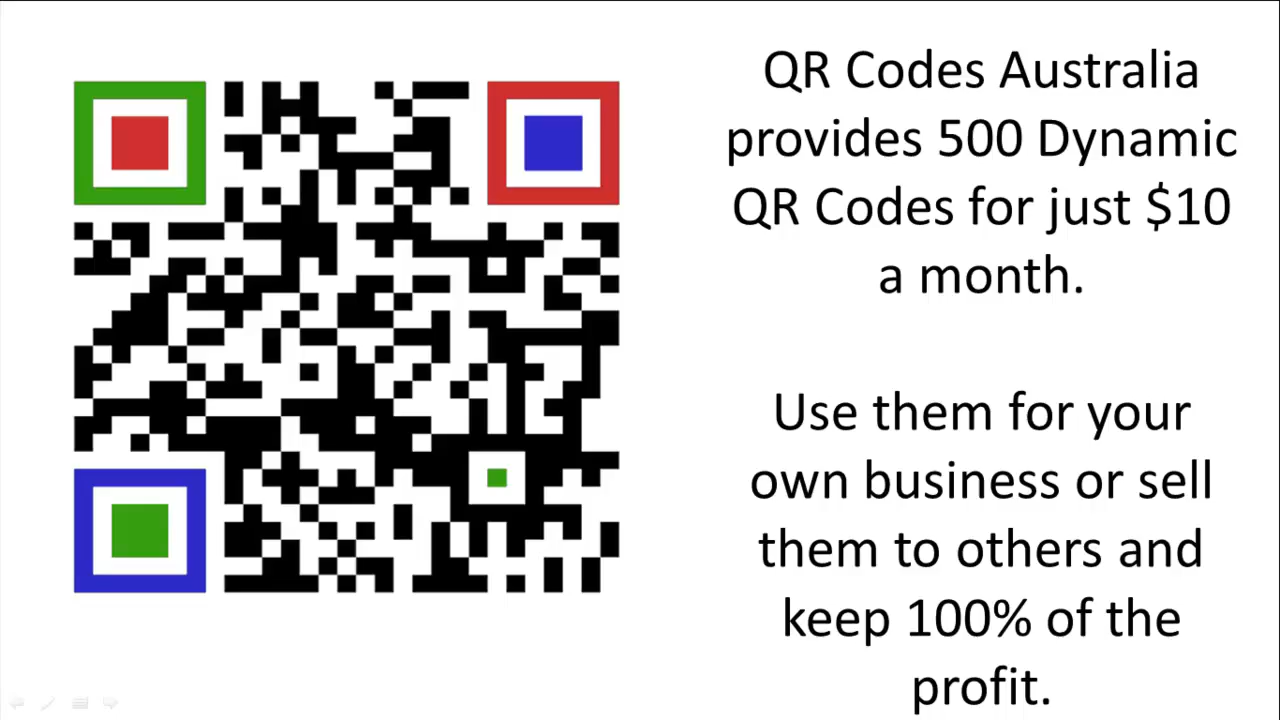 QR Codes Australia
provides 500 Dynamic
QR Codes for just $10
a month.
Use them for your
own business or sell
them to others and
keep 100% of the
profit.